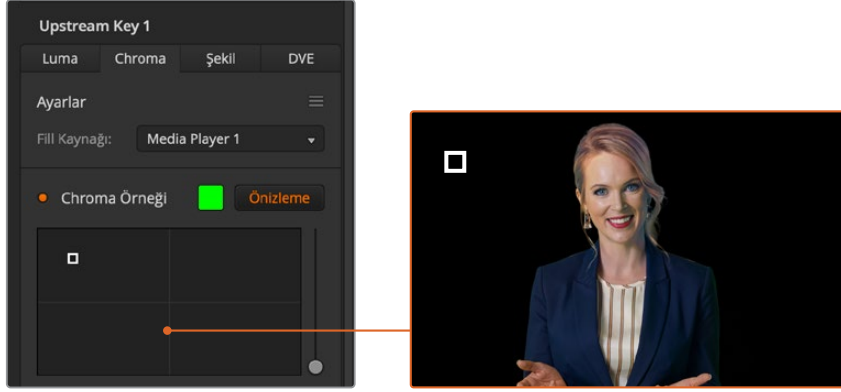 Upstream Key 1
Luma Chroma Şekil DVE
Ayarlar
Fill Kaynağı: Media Player 1
Chroma Örneği Önizleme